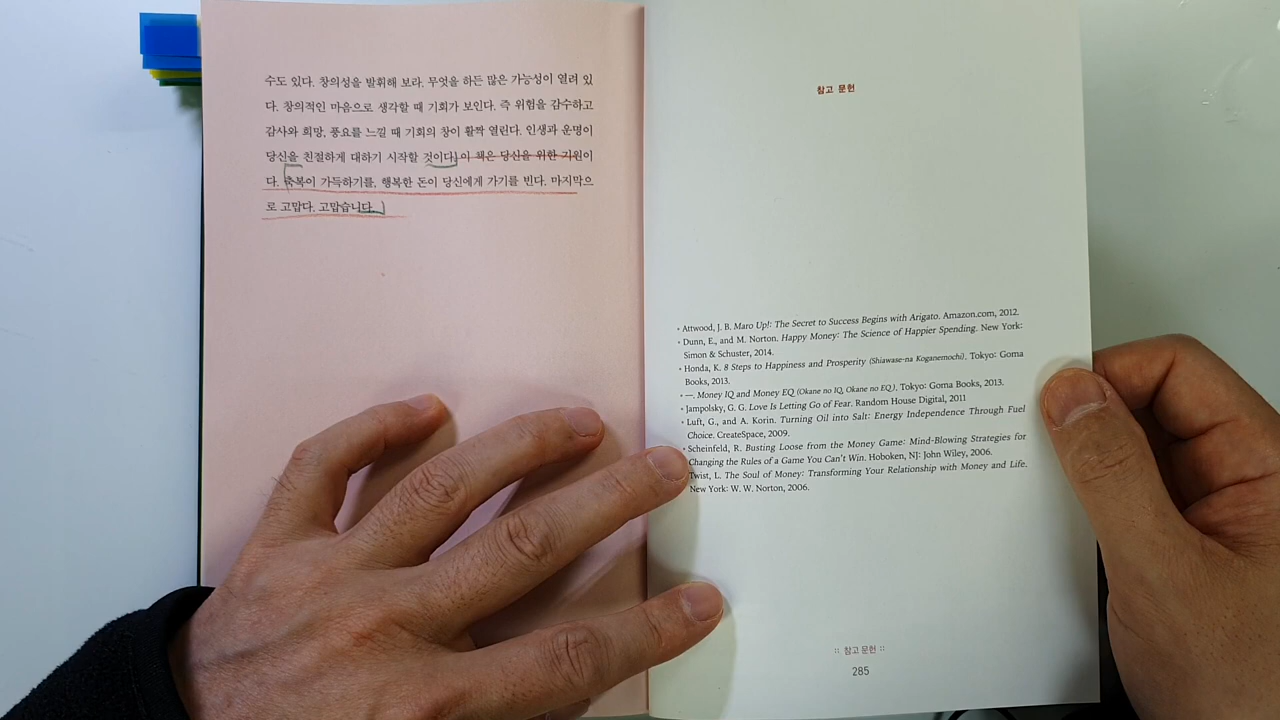 수도 있다. 창의성을 발휘해 보라. 무엇을 하든 많은 가능성이 열려 있
다. 창의적인 마음으로 생각할 때 기회가 보인다. 즉 위험을 감수하고
감사와 희망, 풍요를 느낄 때 기회의 창이 활짝 열린다. 인생과 운명이
당신을 친절하게 대하기 시작할 것이다. 이 책은 당신을 위한 지원이
다. 축복이 가득하기를, 행복한 돈이 당신에게 가기를 빈다. 마지막으
로 고맙다. 고맙습니다.
참고 문헌
• Attwood, J. B. Maro Up!: The Secret to Success Begins with Arigato. Amazon.com, 2012.
• Dunn, E., and M. Norton. Happy Money: The Science of Happier Spending. New York:
Simon & Schuster, 2014.
• Honda, K. 8 Steps to Happiness and Prosperity (Shiawase-na Koganemochi). Tokyo: Goma
Books, 2013.
• —. Money IQ and Money EQ (Okane no IQ, Okane no EQ). Tokyo: Goma Books, 2013.
• Jampolsky, G. G. Love Is Letting Go of Fear. Random House Digital, 2011
• Luft, G., and A. Korin. Turning Oil into Salt: Energy Independence Through Fuel
Choice. CreateSpace, 2009.
• Scheinfeld, R. Busting Loose from the Money Game: Mind-Blowing Strategies for
Changing the Rules of a Game You Can't Win. Hoboken, NJ: John Wiley, 2006.
Twist, L. The Soul of Money: Transforming Your Relationship with Money and Life.
New York: W. W. Norton, 2006.
:: 참고 문헌 ::
285